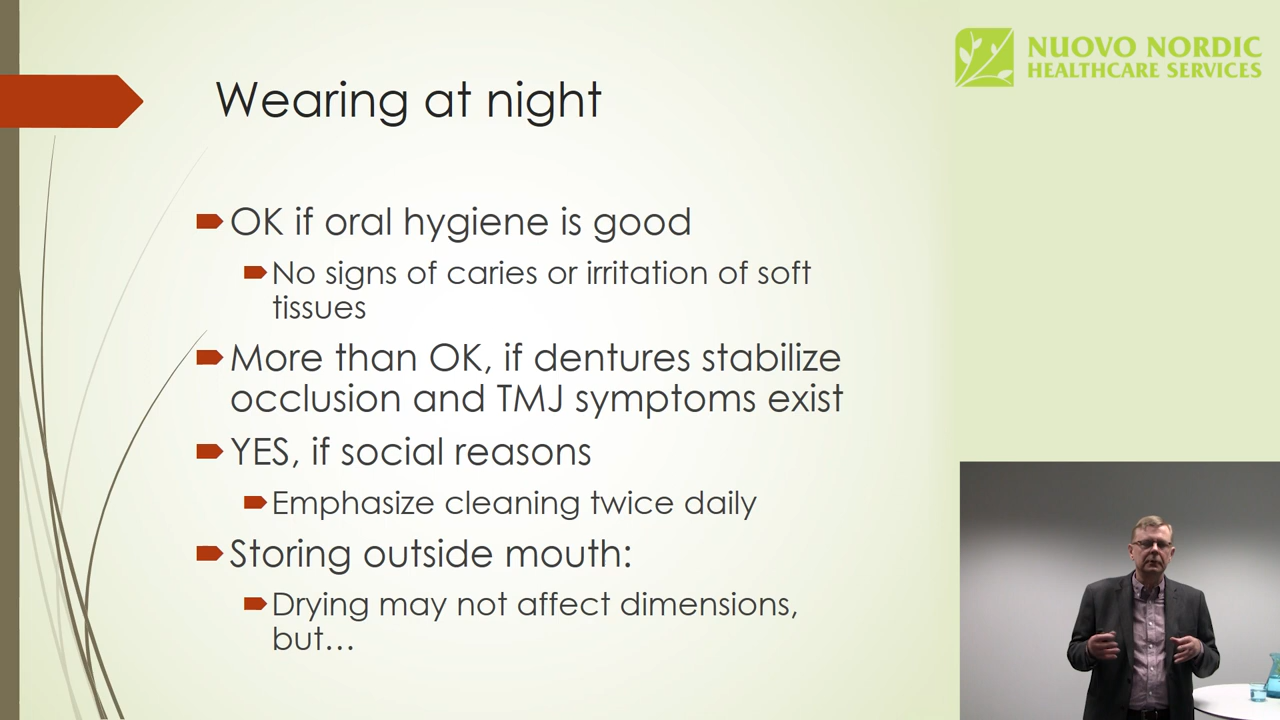 NUOVO NORDIC
HEALTHCARE SERVICES
Wearing at night
OK if oral hygiene is good
No signs of caries or irritation of soft
tissues
More than OK, if dentures stabilize
occlusion and TMJ symptoms exist
YES, if social reasons
Emphasize cleaning twice daily
Storing outside mouth:
Drying may not affect dimensions,
but…